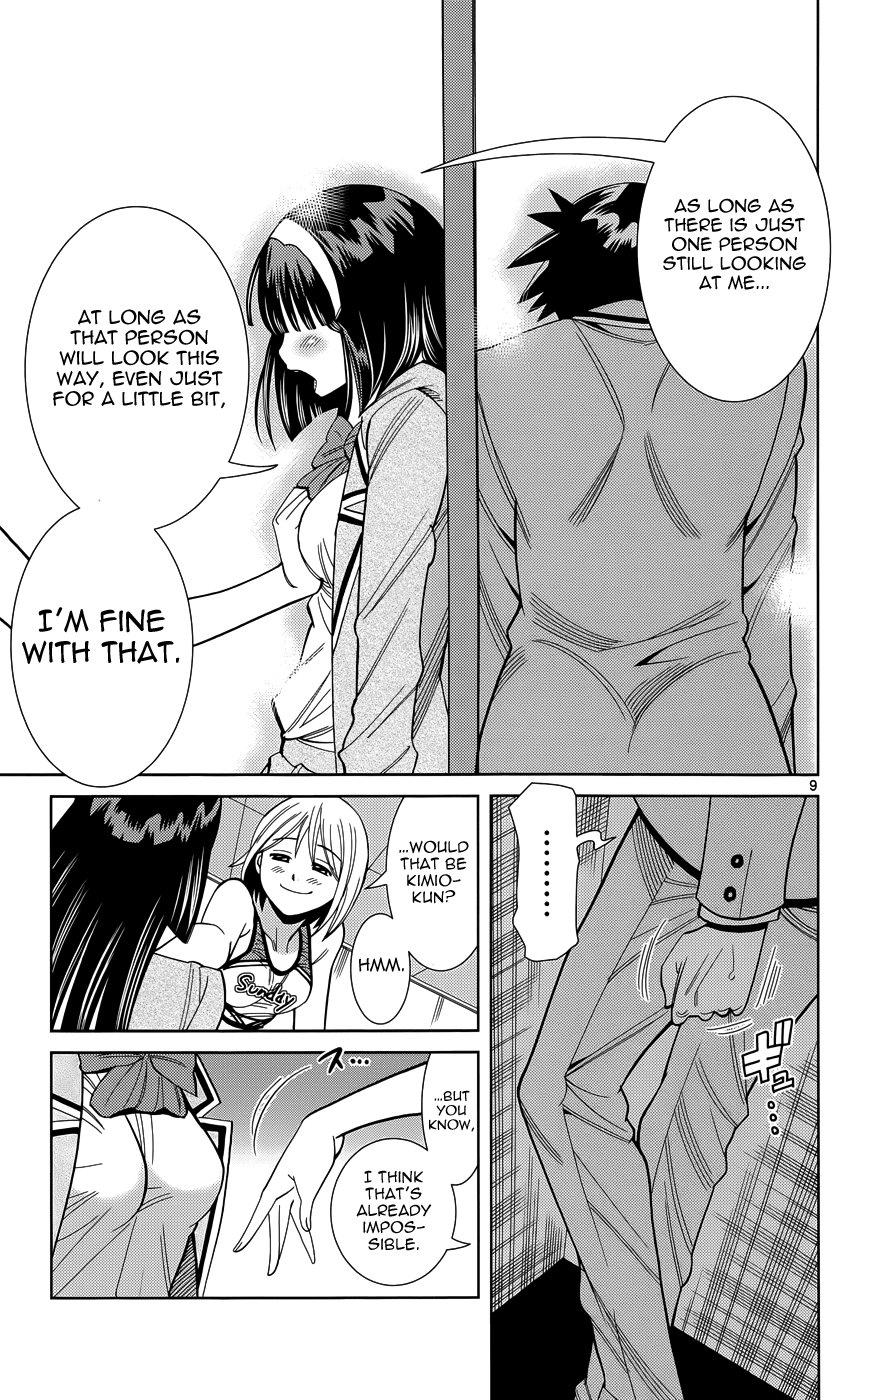 AS LONG AS
THERE IS JUST
ONE PERSON
STILL LOOKING
AT ME...
AT LONG AS
THAT PERSON
WILL LOOK THIS
WAY, EVEN JUST
FOR A LITTLE BIT,
I'M FINE
WITH THAT.
9
.........
ギュ...
...WOULD
THAT BE
KIMIO-
KUN?
HMM.
Sunday
ス...
...BUT
YOU
KNOW,
I THINK
THAT'S
ALREADY
IMPOS-
SIBLE.